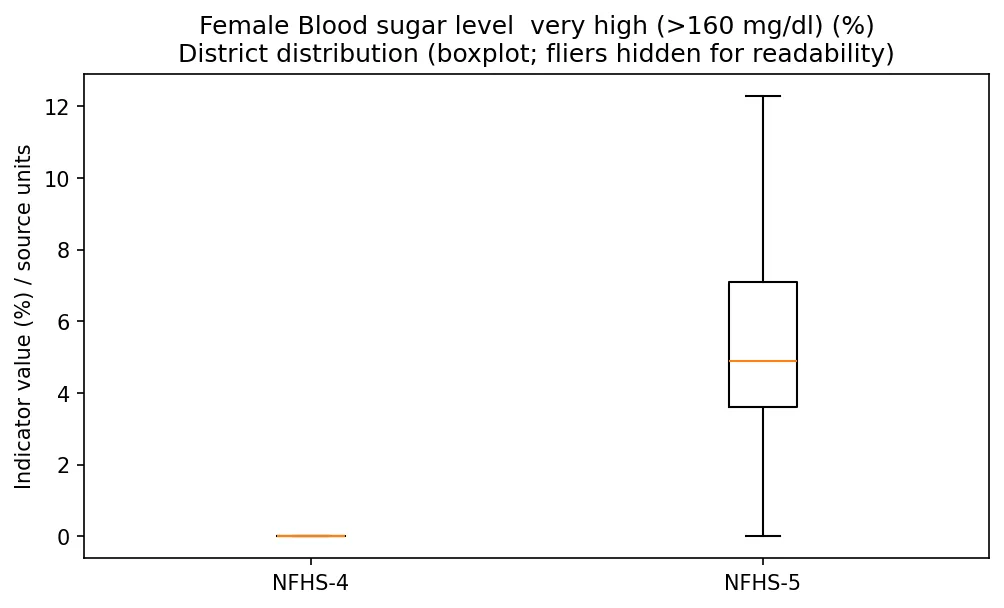 Female Blood sugar level  very high (>160 mg/dl) (%)
District distribution (boxplot; fliers hidden for readability)
Indicator value (%) / source units
12
10
8
6
4
2
0
NFHS-4
NFHS-5